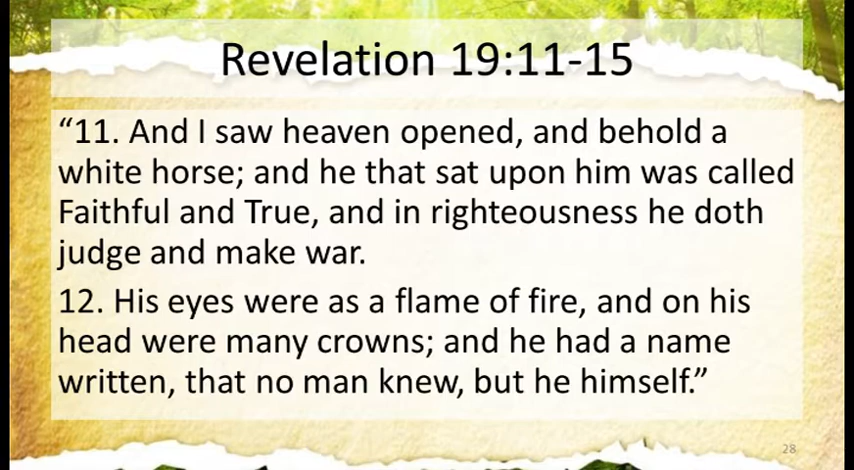 Revelation 19:11-15
“11. And I saw heaven opened, and behold a
white horse; and he that sat upon him was called
Faithful and True, and in righteousness he doth
judge and make war.
12. His eyes were as a flame of fire, and on his
head were many crowns; and he had a name
written, that no man knew, but he himself.”
28